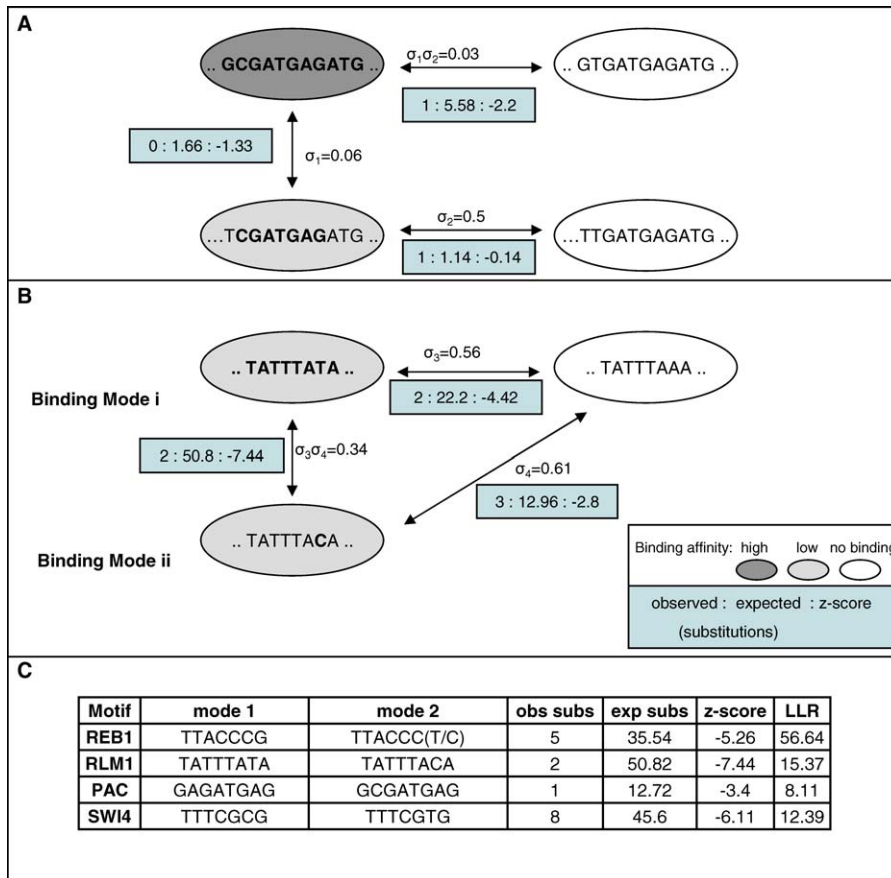 A
.. GCGATGAGATG ..
σ1σ2=0.03
.. GTGATGAGATG ..
1 : 5.58 : -2.2
0 : 1.66 : -1.33
σ1=0.06
...TCGATGAGATG ..
σ2=0.5
...TTGATGAGATG ..
1 : 1.14 : -0.14
B
.. TATTTATA ..
σ3=0.56
.. TATTTAAA ..
Binding Mode i
2 : 22.2 : -4.42
2 : 50.8 : -7.44
σ3σ4=0.34
σ4=0.61
3 : 12.96 : -2.8
.. TATTTACA ..
Binding Mode ii
Binding affinity: high low no binding
observed : expected : z-score
(substitutions)
C
Motif mode 1 mode 2 obs subs exp subs z-score LLR
REB1 TTACCCG TTACCC(T/C) 5 35.54 -5.26 56.64
RLM1 TATTTATA TATTTACA 2 50.82 -7.44 15.37
PAC GAGATGAG GCGATGAG 1 12.72 -3.4 8.11
SWI4 TTTCGCG TTTCGTG 8 45.6 -6.11 12.39